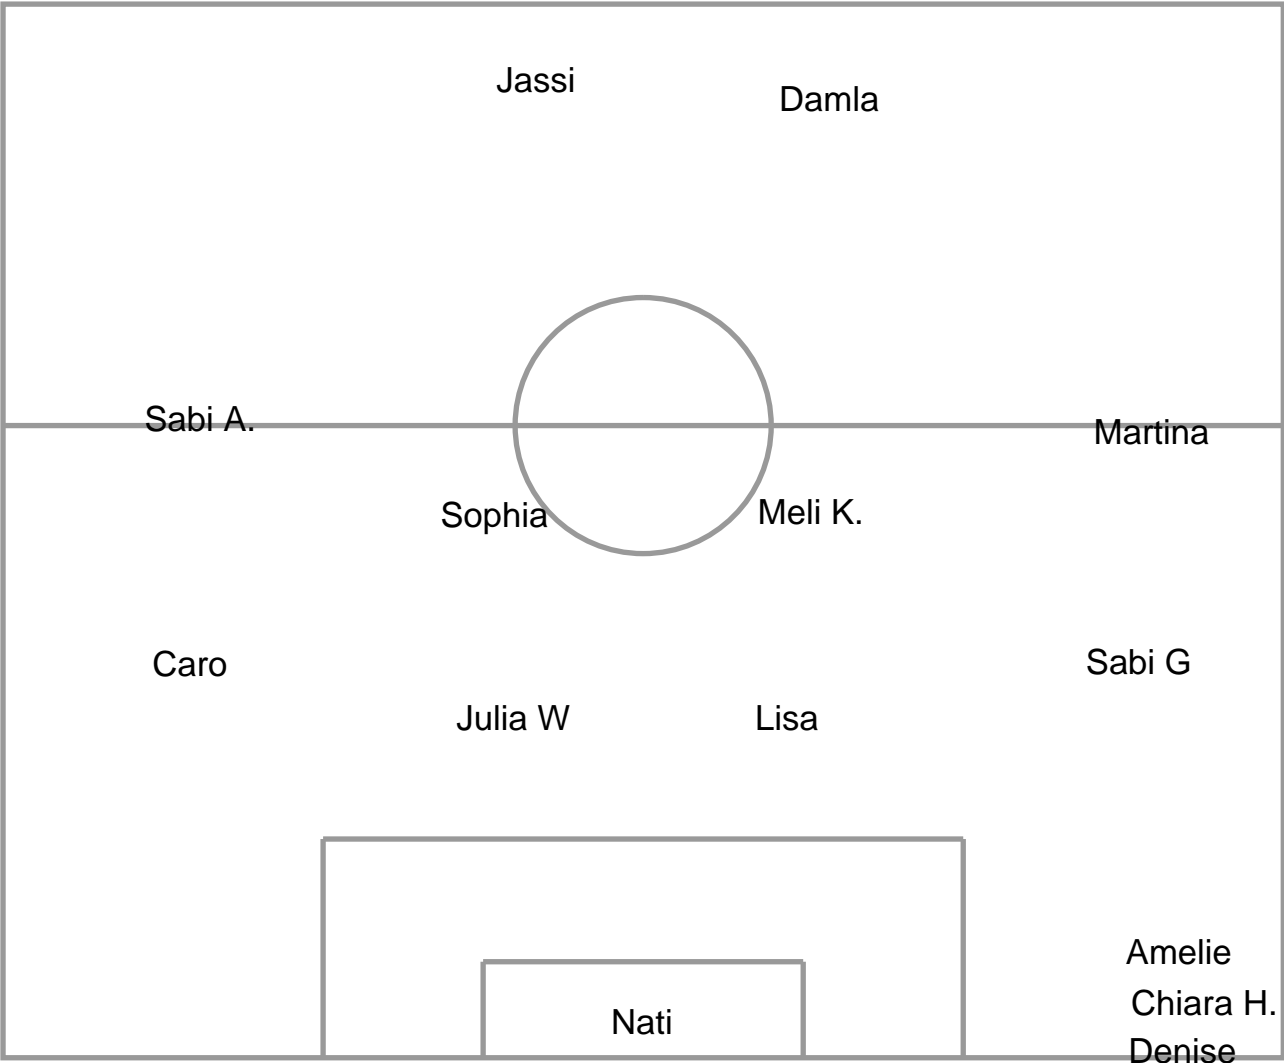 Jassi
Damla
Sabi A.
Martina
Sophia
Meli K.
Caro
Sabi G
Julia W
Lisa
Amelie
Chiara H.
Nati
Denise